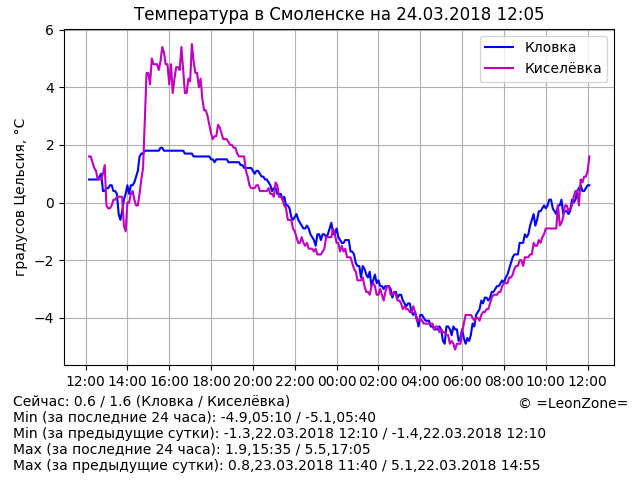 Температура в Смоленске на 24.03.2018 12:05
градусов Цельсия, °C
6
4
2
0
−2
−4
Кловка
Киселёвка
12:00 14:00 16:00 18:00 20:00 22:00 00:00 02:00 04:00 06:00 08:00 10:00 12:00
Сейчас: 0.6 / 1.6 (Кловка / Киселёвка)
© =LeonZone=
Min (за последние 24 часа): -4.9,05:10 / -5.1,05:40
Min (за предыдущие сутки): -1.3,22.03.2018 12:10 / -1.4,22.03.2018 12:10
Max (за последние 24 часа): 1.9,15:35 / 5.5,17:05
Max (за предыдущие сутки): 0.8,23.03.2018 11:40 / 5.1,22.03.2018 14:55